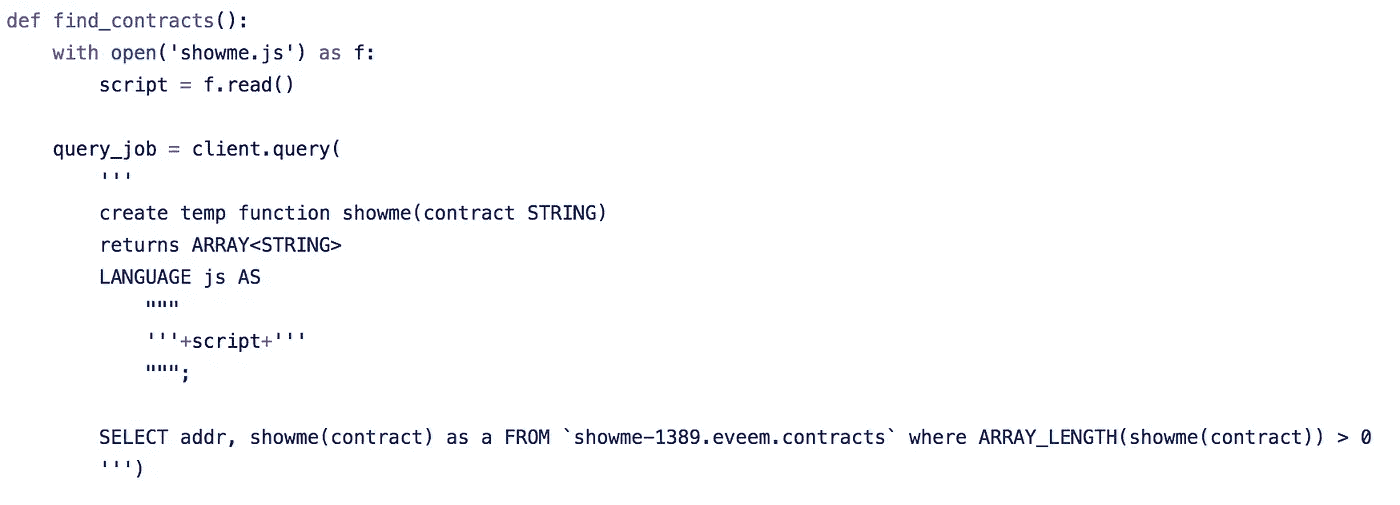 def find_contracts():
    with open('showme.js') as f:
        script = f.read()

    query_job = client.query(
        '''
        create temp function showme(contract STRING)
        returns ARRAY<STRING>
        LANGUAGE js AS
            """
            '''+script+'''
            """;

        SELECT addr, showme(contract) as a FROM `showme-1389.eveem.contracts` where ARRAY_LENGTH(showme(contract)) > 0
        ''')